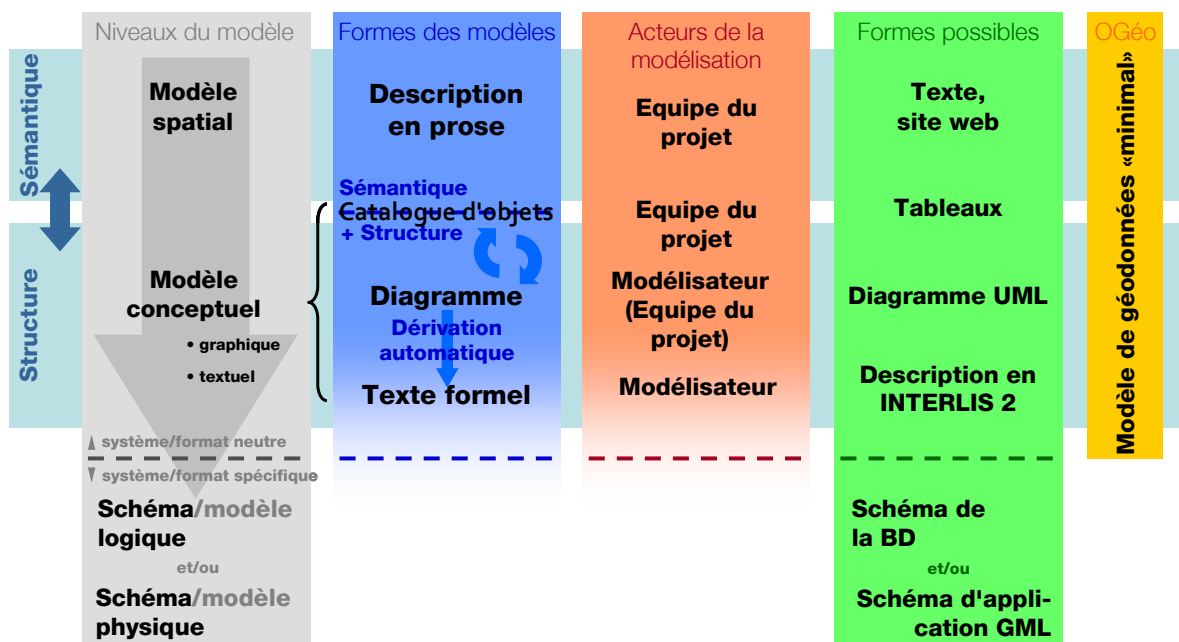 Niveaux du modèle
Formes des modèles
Acteurs de la
modélisation
Formes possibles
OGéo
Sémantique
Structure
Modèle
spatial
Description
en prose
Equipe du
projet
Texte,
site web
Sémantique
Catalogue d'objets
+ Structure
Equipe du
projet
Tableaux
Modèle
conceptuel
• graphique
• textuel
Diagramme
Dérivation
automatique
Texte formel
Modélisateur
(Equipe du
projet)
Modélisateur
Diagramme UML
Description en
INTERLIS 2
Modèle de géodonnées «minimal»
système/format neutre
système/format spécifique
Schéma/modèle
logique
et/ou
Schéma/modèle
physique
Schéma de
la BD
et/ou
Schéma d'appli-
cation GML